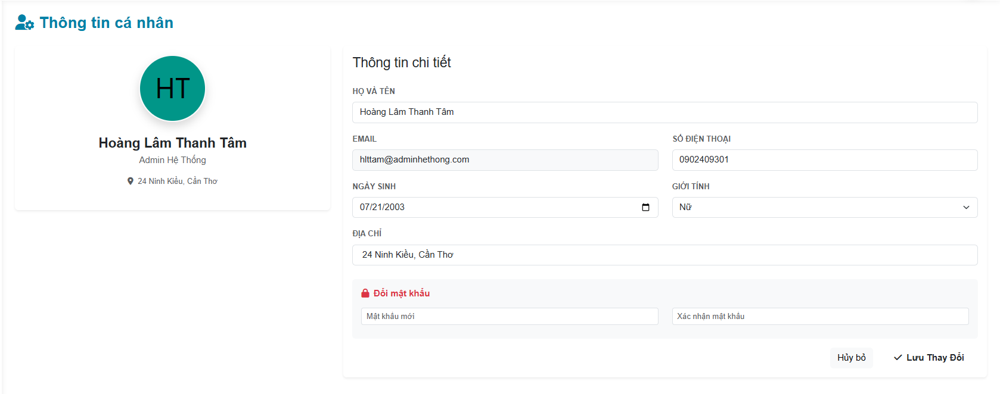 Thông tin cá nhân
HT
Hoàng Lâm Thanh Tâm
Admin Hệ Thống
24 Ninh Kiều, Cần Thơ
Thông tin chi tiết
HỌ VÀ TÊN
Hoàng Lâm Thanh Tâm
EMAIL
hlttam@adminhethong.com
SỐ ĐIỆN THOẠI
0902409301
NGÀY SINH
07/21/2003
GIỚI TÍNH
Nữ
ĐỊA CHỈ
24 Ninh Kiều, Cần Thơ
Đổi mật khẩu
Mật khẩu mới
Xác nhận mật khẩu
Hủy bỏ
Lưu Thay Đổi